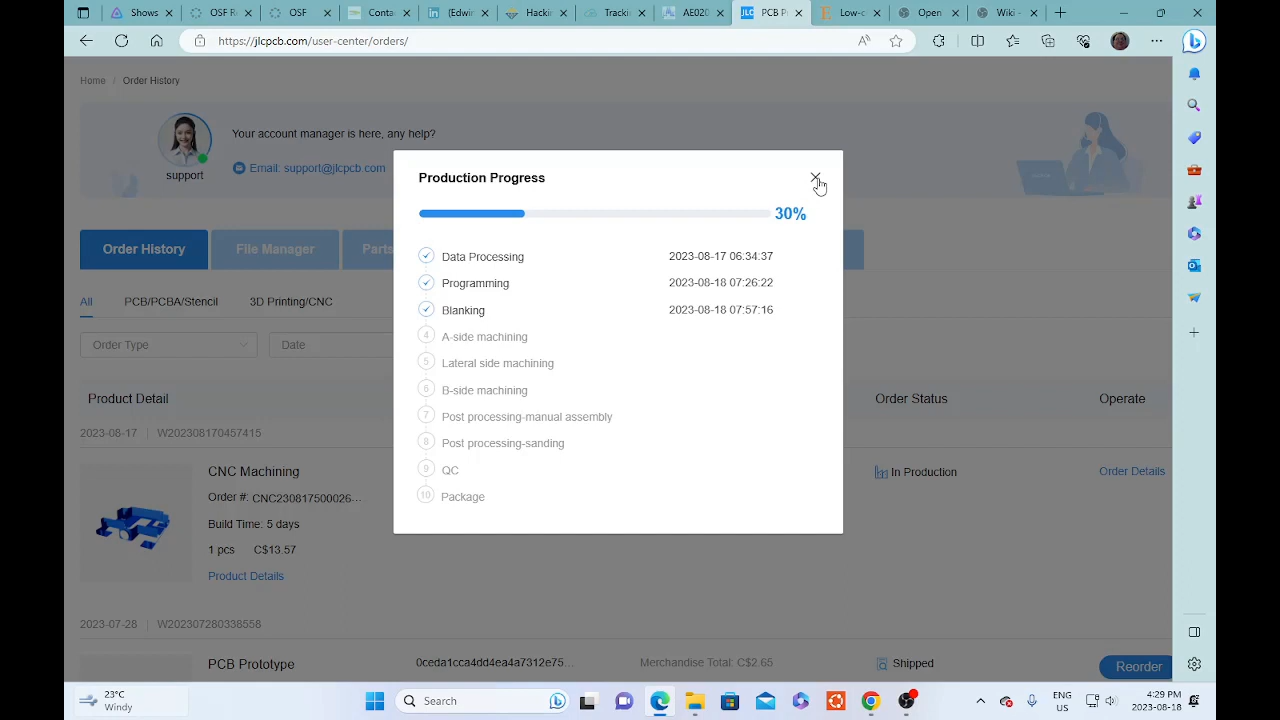 Shows
OSF R
OSF
Conta
(Edwin
Hackin
Trackin
AE020
JLC PCB P
Low-c
Open
Wiki -
https://jlcpcb.com/user-center/orders/
Home / Order History
Your account manager is here, any help?
Email: support@jlcpcb.com
support
Order History
File Manager
Parts
All
PCB/PCBA/Stencil
3D Printing/CNC
Order Type
Date
Product Detail
Order Status
Operate
2023-08-17 | W202308170457415
CNC Machining
In Production
Order Details
Order #: CNC230817500026...
Build Time: 5 days
1 pcs C$13.57
Product Details
2023-07-28 | W202307280338558
PCB Prototype
0ceda1cca4dd4ea4a7312e75...
Merchandise Total: C$2.65
Shipped
Reorder
Production Progress
30%
Data Processing 2023-08-17 06:34:37
Programming 2023-08-18 07:26:22
Blanking 2023-08-18 07:57:16
4 A-side machining
5 Lateral side machining
6 B-side machining
7 Post processing-manual assembly
8 Post processing-sanding
9 QC
10 Package
23°C
Windy
Search
ENG
US
4:29 PM
2023-08-18